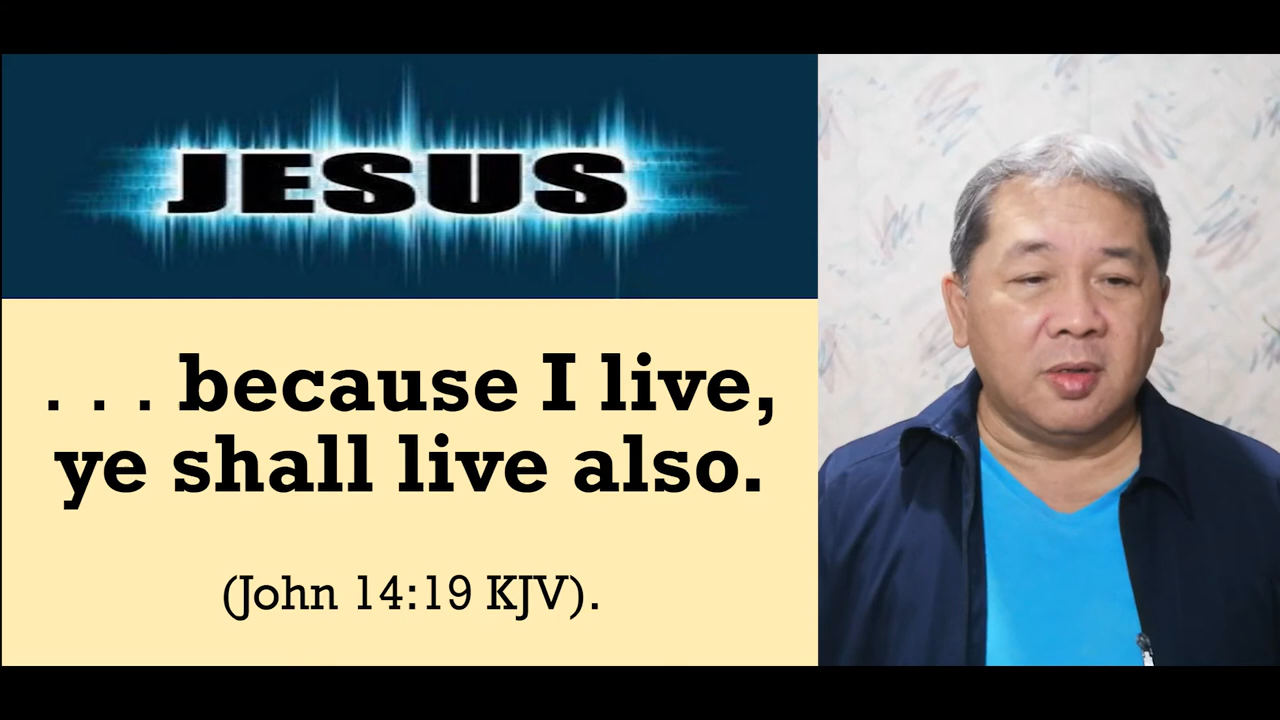 JESUS
. . . because I live,
ye shall live also.
(John 14:19 KJV).